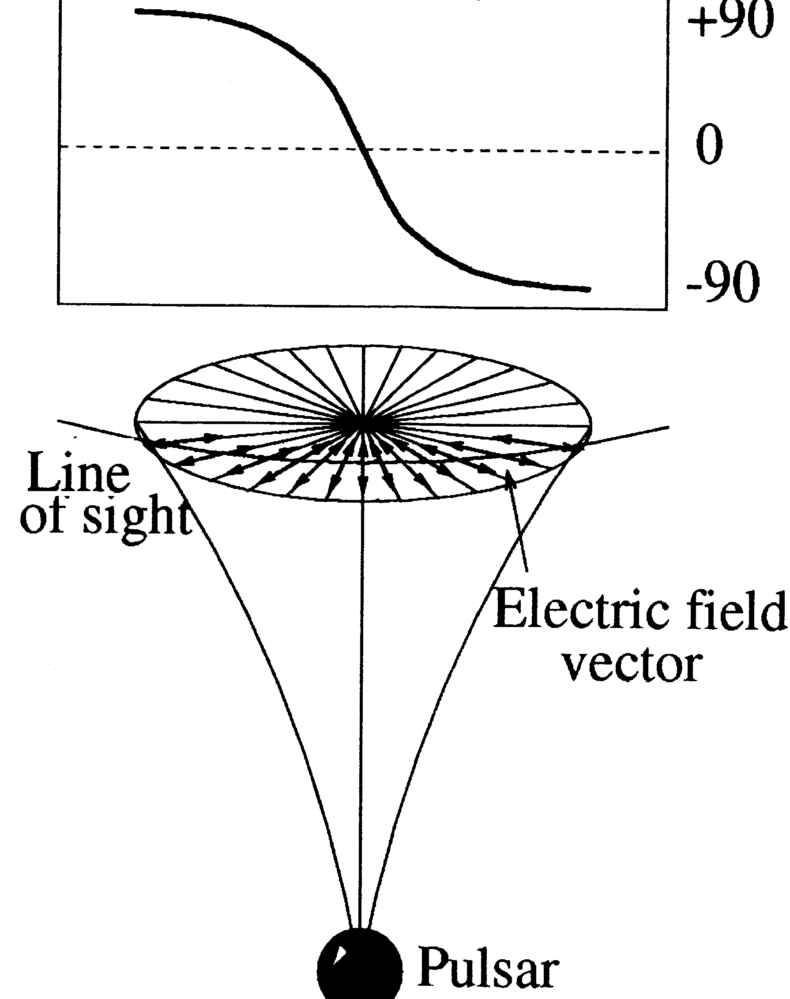 +90
0
-90
Line
of sight
Electric field
vector
Pulsar